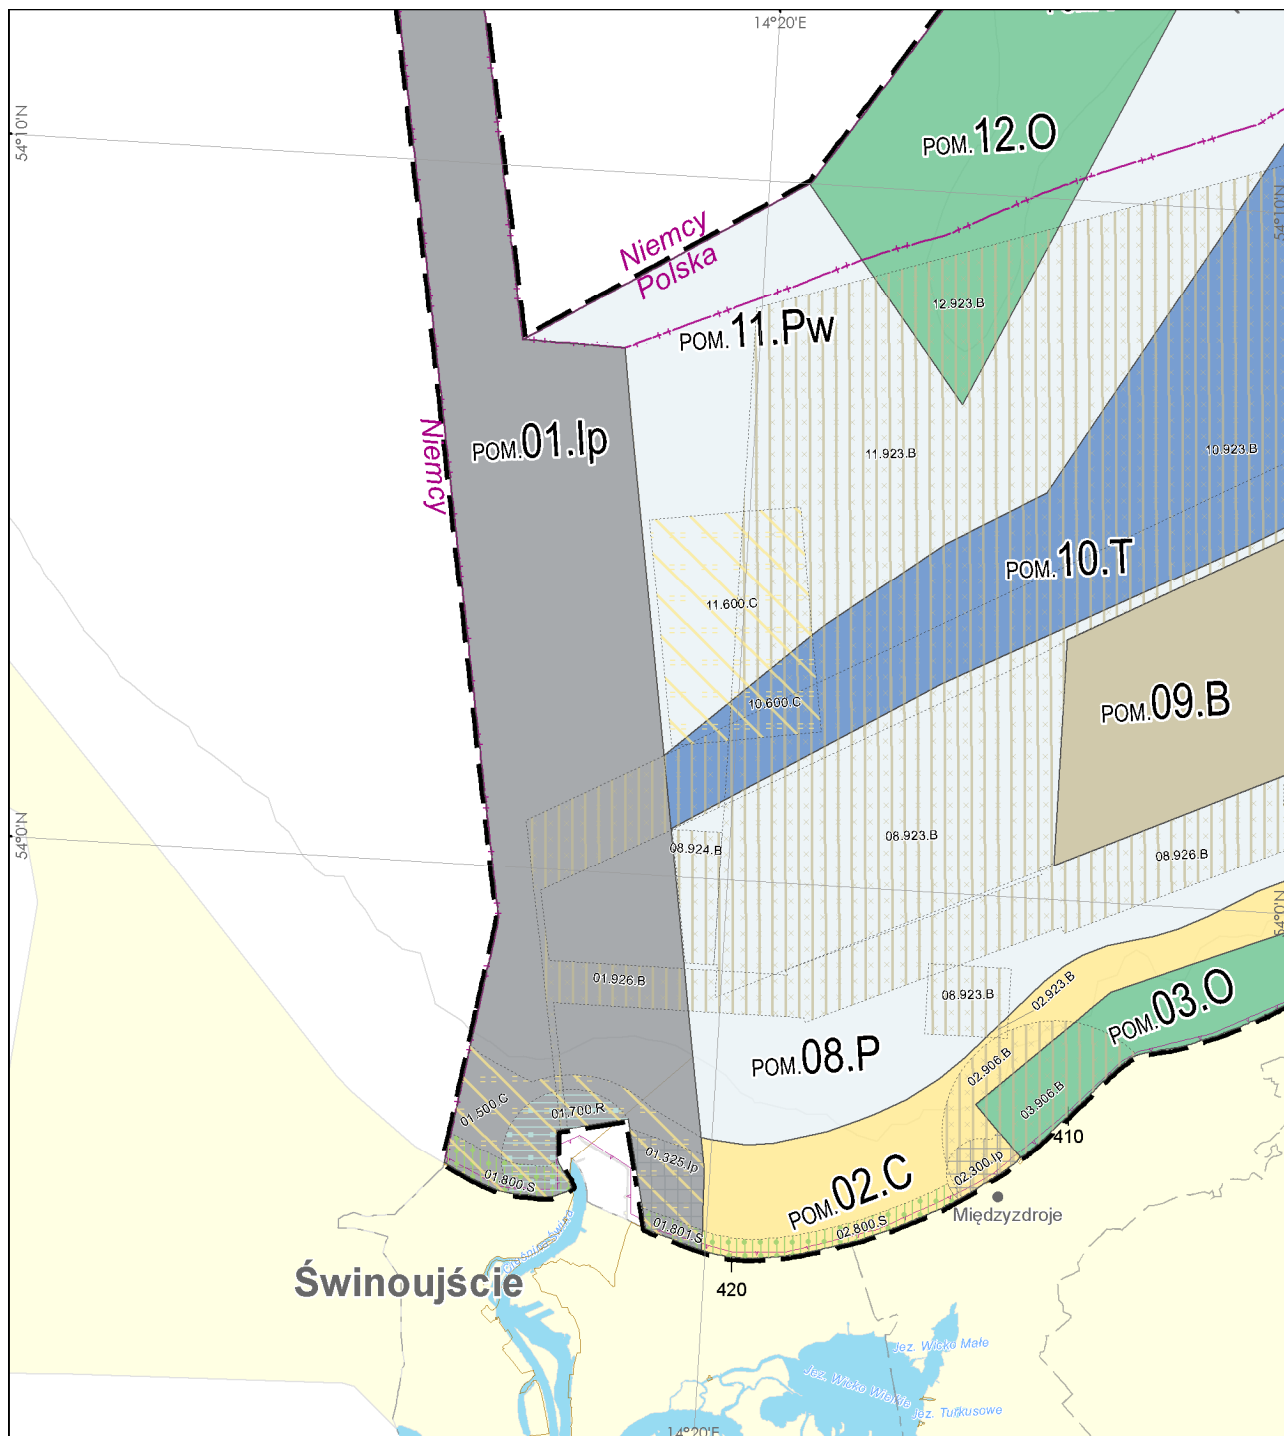 14°20'E
54°10'N
POM.12.O
54°10'N
Niemcy
Polska
12.923.B
POM.11.Pw
Niemcy
POM.01.Ip
11.923.B
10.923.B
POM.10.T
11.600.C
10.600.C
POM.09.B
54°0'N
08.924.B
08.923.B
08.926.B
54°0'N
01.926.B
08.923.B
02.923.B
POM.03.O
POM.08.P
02.906.B
03.906.B
01.500.C
01.700.R
410
01.325.Ip
02.300.Ip
01.800.S
POM.02.C
Międzyzdroje
01.801.S
02.800.S
Świnoujście
420
Jez. Wicko Małe
Jez. Wicko Wielkie
Jez. Turkusowe
14°20'E